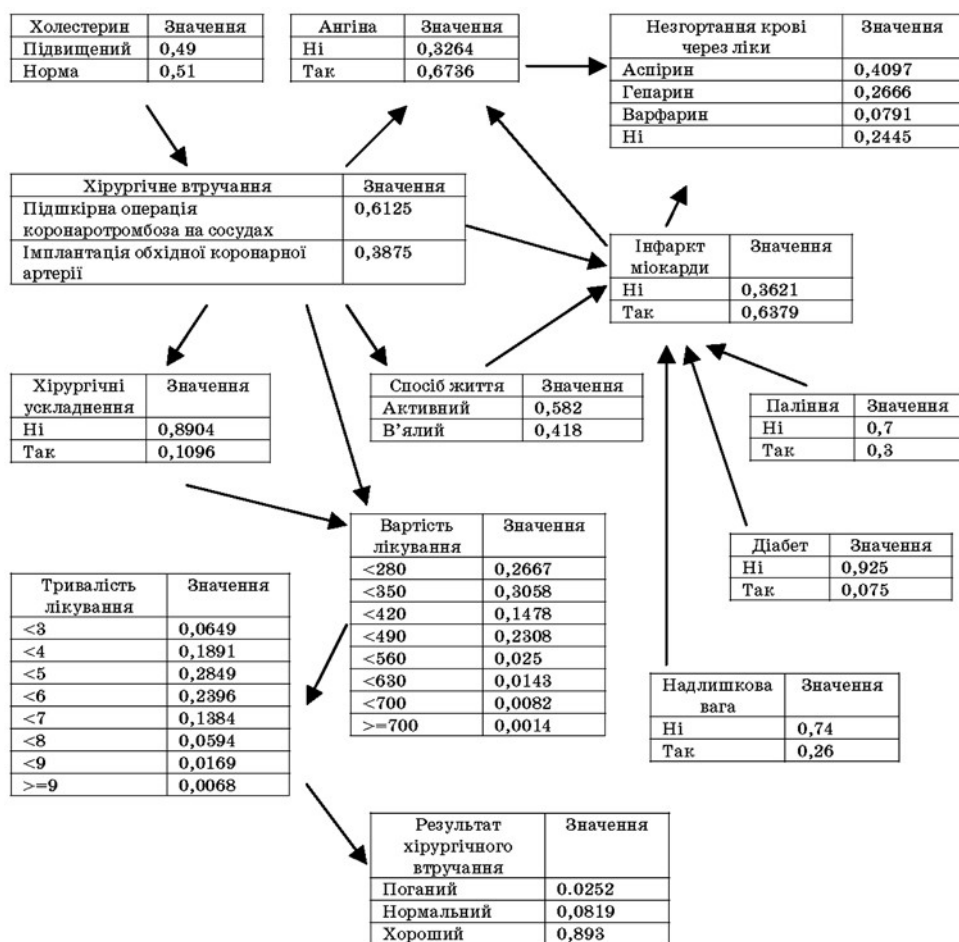 Холестерин Значення
Підвищений 0,49
Норма 0,51
Ангіна Значення
Ні 0,3264
Так 0,6736
Незгортання крові Значення
через ліки
Аспірин 0,4097
Гепарин 0,2666
Варфарин 0,0791
Ні 0,2445
Хірургічне втручання Значення
Підшкірна операція 0,6125
коронаротромбоза на сосудах
Імплантація обхідної коронарної 0,3875
артерії
Інфаркт Значення
міокарди
Ні 0,3621
Так 0,6379
Хірургічні Значення
ускладнення
Ні 0,8904
Так 0,1096
Спосіб життя Значення
Активний 0,582
В’ялий 0,418
Паління Значення
Ні 0,7
Так 0,3
Вартість Значення
лікування
<280 0,2667
<350 0,3058
<420 0,1478
<490 0,2308
<560 0,025
<630 0,0143
<700 0,0082
>=700 0,0014
Діабет Значення
Ні 0,925
Так 0,075
Тривалість Значення
лікування
<3 0,0649
<4 0,1891
<5 0,2849
<6 0,2396
<7 0,1384
<8 0,0594
<9 0,0169
>=9 0,0068
Надлишкова Значення
вага
Ні 0,74
Так 0,26
Результат Значення
хірургічного
втручання
Поганий 0.0252
Нормальний 0,0819
Хороший 0,893